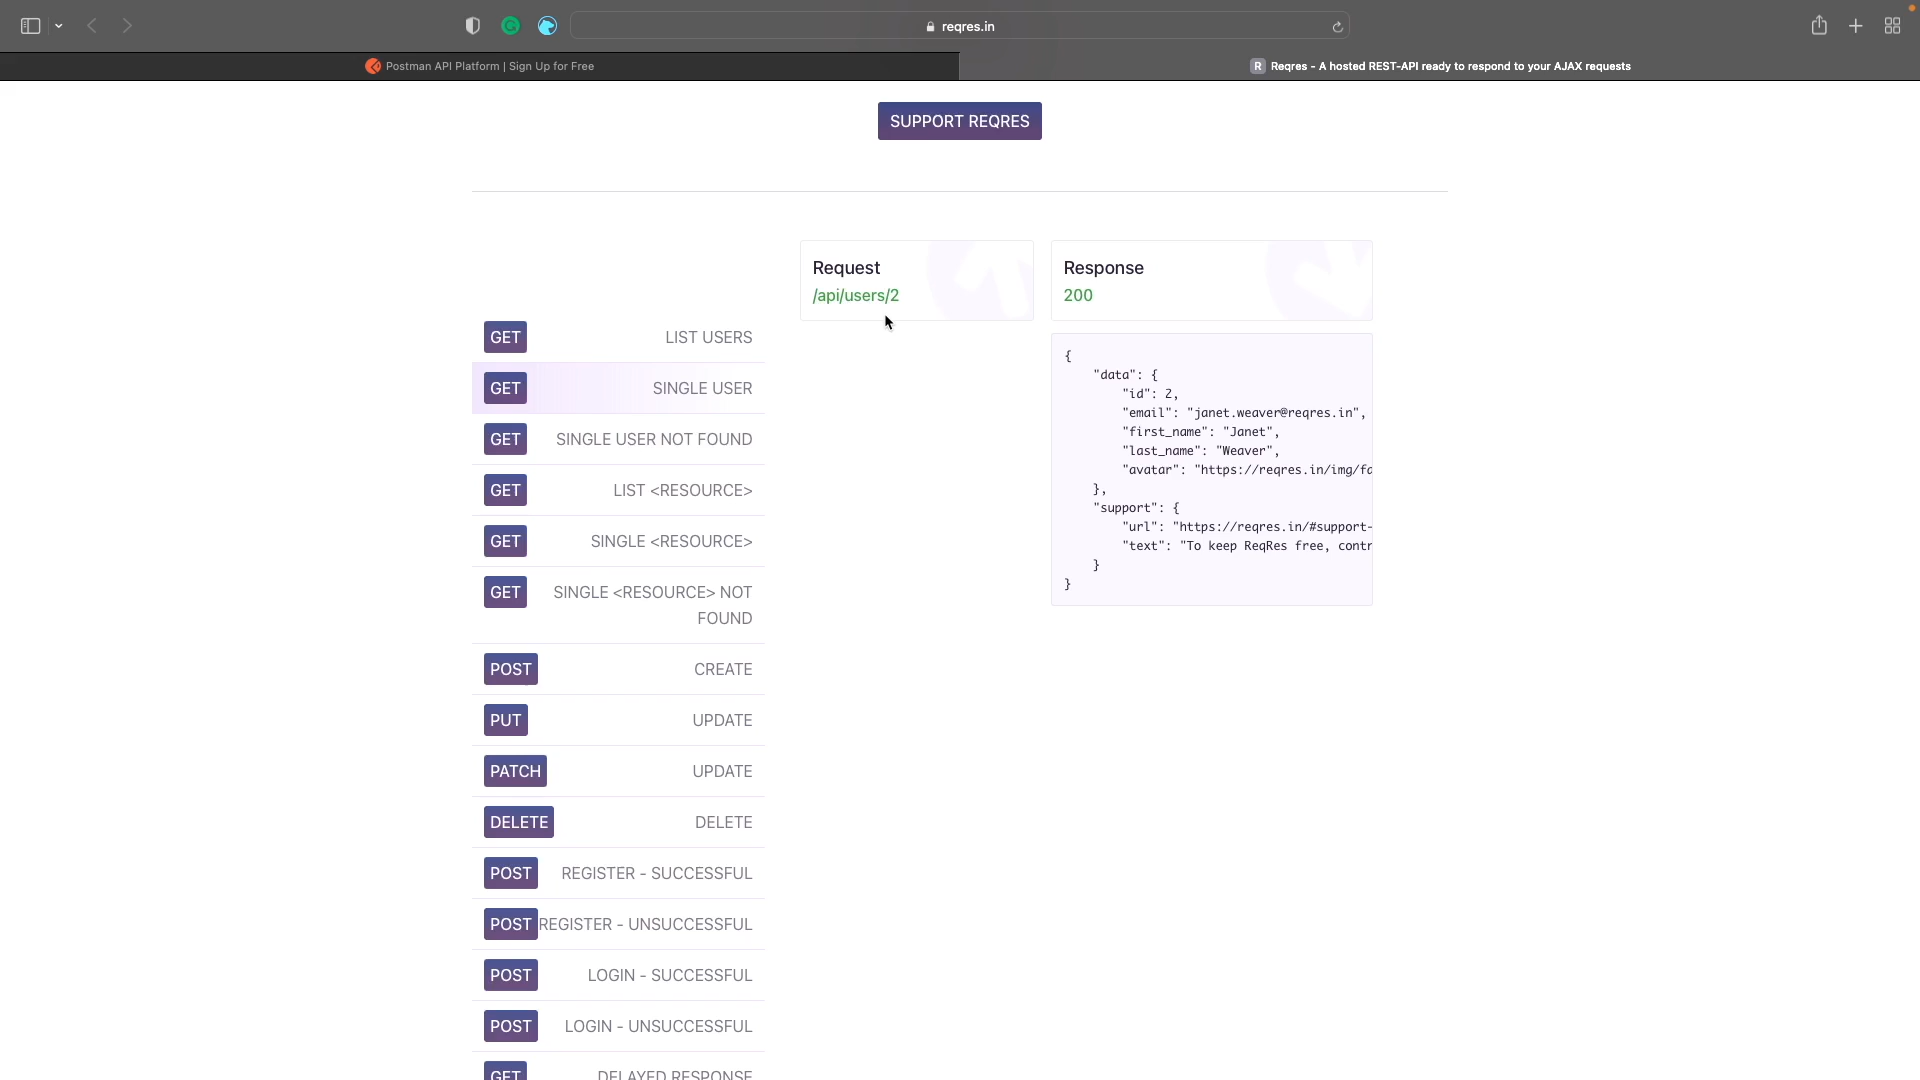 reqres.in
Postman API Platform | Sign Up for Free
R Reqres - A hosted REST-API ready to respond to your AJAX requests
SUPPORT REQRES
Request
/api/users/2
Response
200
GET LIST USERS
GET SINGLE USER
GET SINGLE USER NOT FOUND
GET LIST <RESOURCE>
GET SINGLE <RESOURCE>
GET SINGLE <RESOURCE> NOT
FOUND
POST CREATE
PUT UPDATE
PATCH UPDATE
DELETE DELETE
POST REGISTER - SUCCESSFUL
POST REGISTER - UNSUCCESSFUL
POST LOGIN - SUCCESSFUL
POST LOGIN - UNSUCCESSFUL
GET DELAYED RESPONSE
{
"data": {
"id": 2,
"email": "janet.weaver@reqres.in",
"first_name": "Janet",
"last_name": "Weaver",
"avatar": "https://reqres.in/img/fa
},
"support": {
"url": "https://reqres.in/#support-
"text": "To keep ReqRes free, contr
}
}